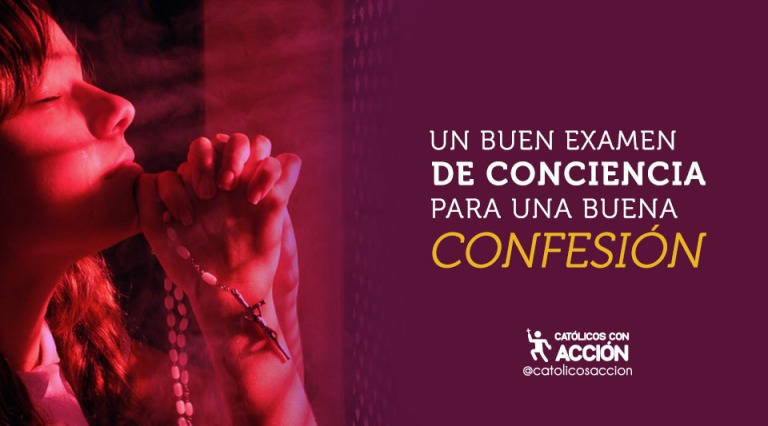 UN BUEN EXAMEN
DE CONCIENCIA
PARA UNA BUENA
CONFESIÓN
CATÓLICOS CON
ACCIÓN
@catolicosaccion